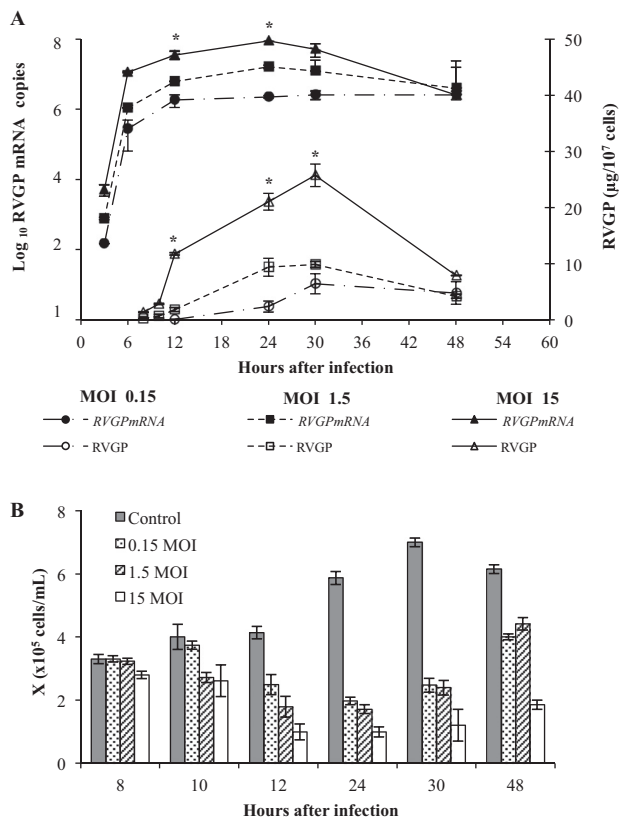 A
* *
* * *
8
6
4
2
1
Log 10 RVGP mRNA copies
50
40
30
20
10
0
RVGP (µg/10⁷ cells)
0 6 12 18 24 30 36 42 48 54 60
Hours after infection
MOI 0.15 MOI 1.5 MOI 15
RVGPmRNA RVGPmRNA RVGPmRNA
RVGP RVGP RVGP
B
8
6
4
2
0
X (x10⁵ cells/mL)
Control
0.15 MOI
1.5 MOI
15 MOI
8 10 12 24 30 48
Hours after infection